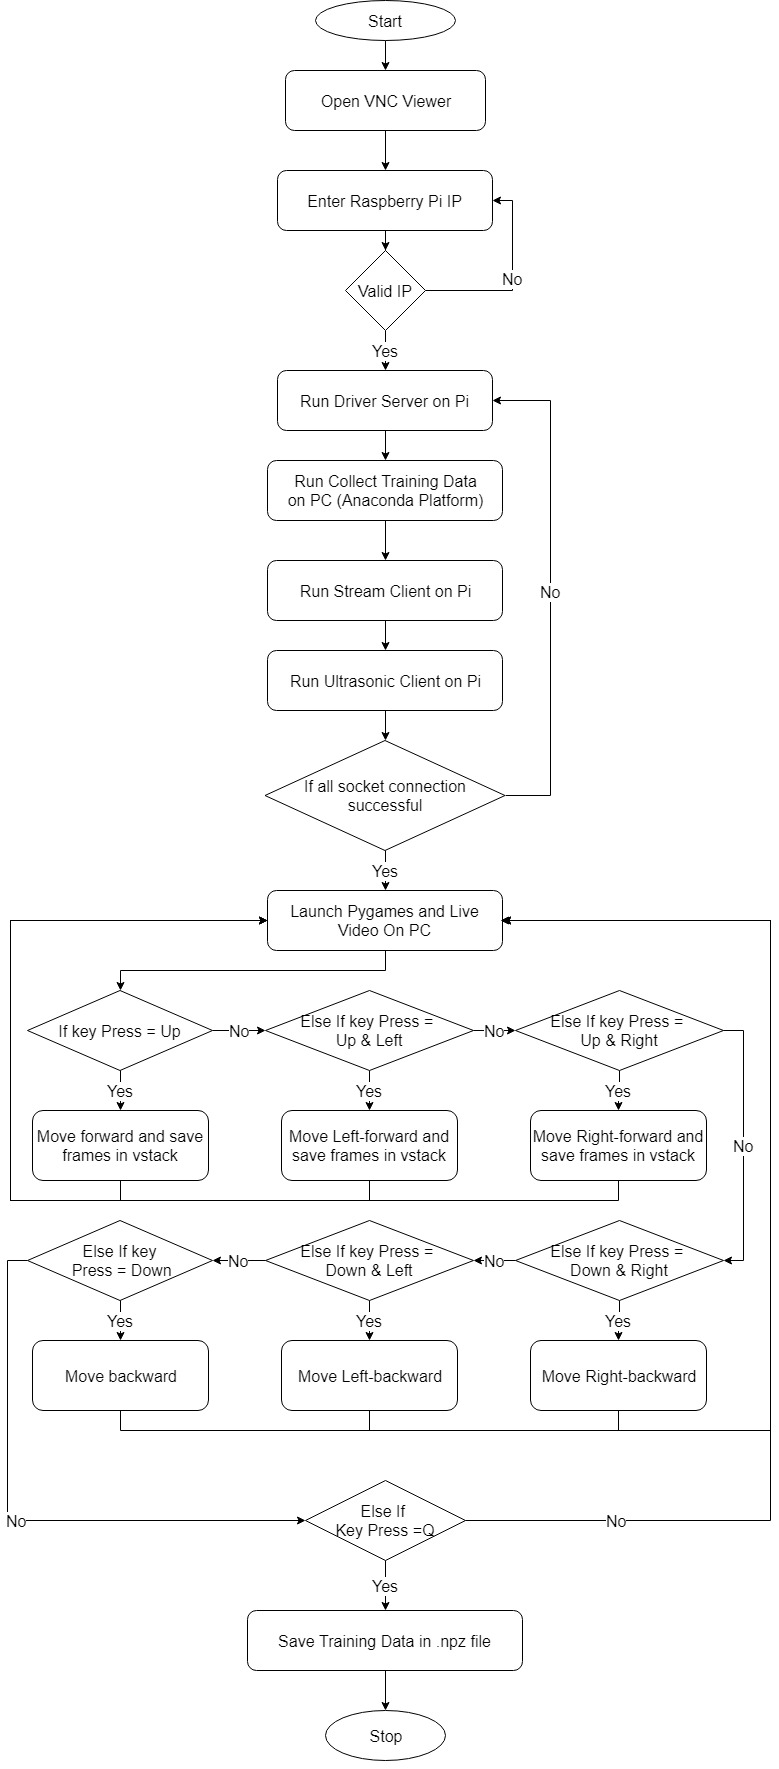 Start
Open VNC Viewer
Enter Raspberry Pi IP
No
Valid IP
Yes
Run Driver Server on Pi
Run Collect Training Data
on PC (Anaconda Platform)
Run Stream Client on Pi
No
Run Ultrasonic Client on Pi
If all socket connection
successful
Yes
Launch Pygames and Live
Video On PC
If key Press = Up
No
Else If key Press =
Up & Left
No
Else If key Press =
Up & Right
Yes
Yes
Yes
Move forward and save
frames in vstack
Move Left-forward and
save frames in vstack
Move Right-forward and
save frames in vstack
No
Else If key
Press = Down
No
Else If key Press =
Down & Left
No
Else If key Press =
Down & Right
Yes
Yes
Yes
Move backward
Move Left-backward
Move Right-backward
No
Else If
Key Press =Q
No
Yes
Save Training Data in .npz file
Stop